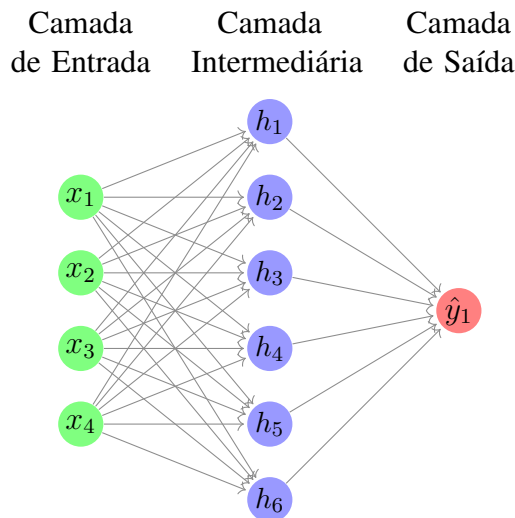 Camada
de Entrada
Camada
Intermediária
Camada
de Saída
x₁
x₂
x₃
x₄
h₁
h₂
h₃
h₄
h₅
h₆
ŷ₁